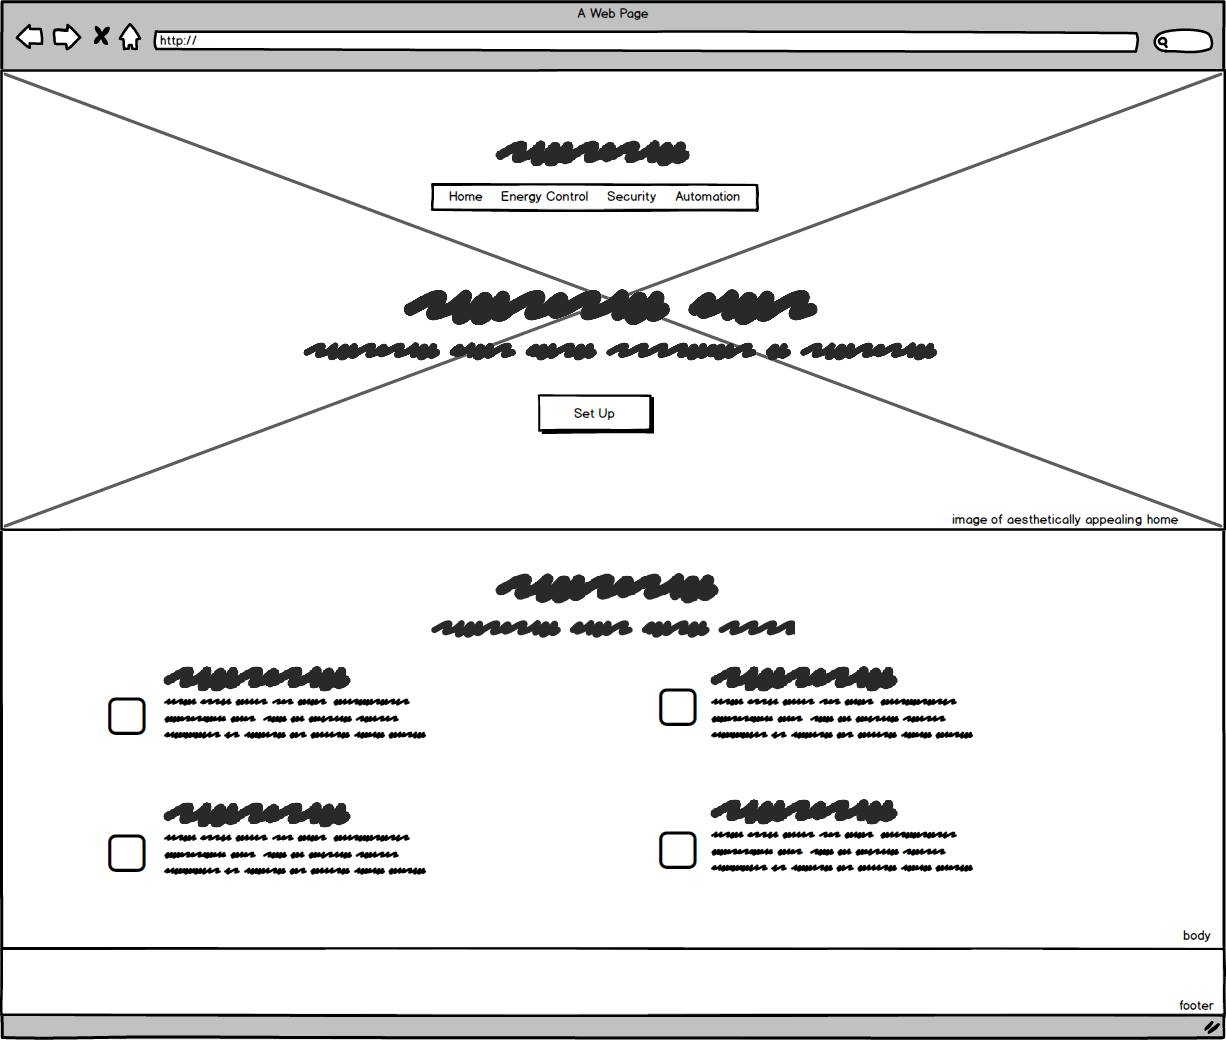 A Web Page
http://
Home Energy Control Security Automation
Set Up
image of aesthetically appealing home
body
footer